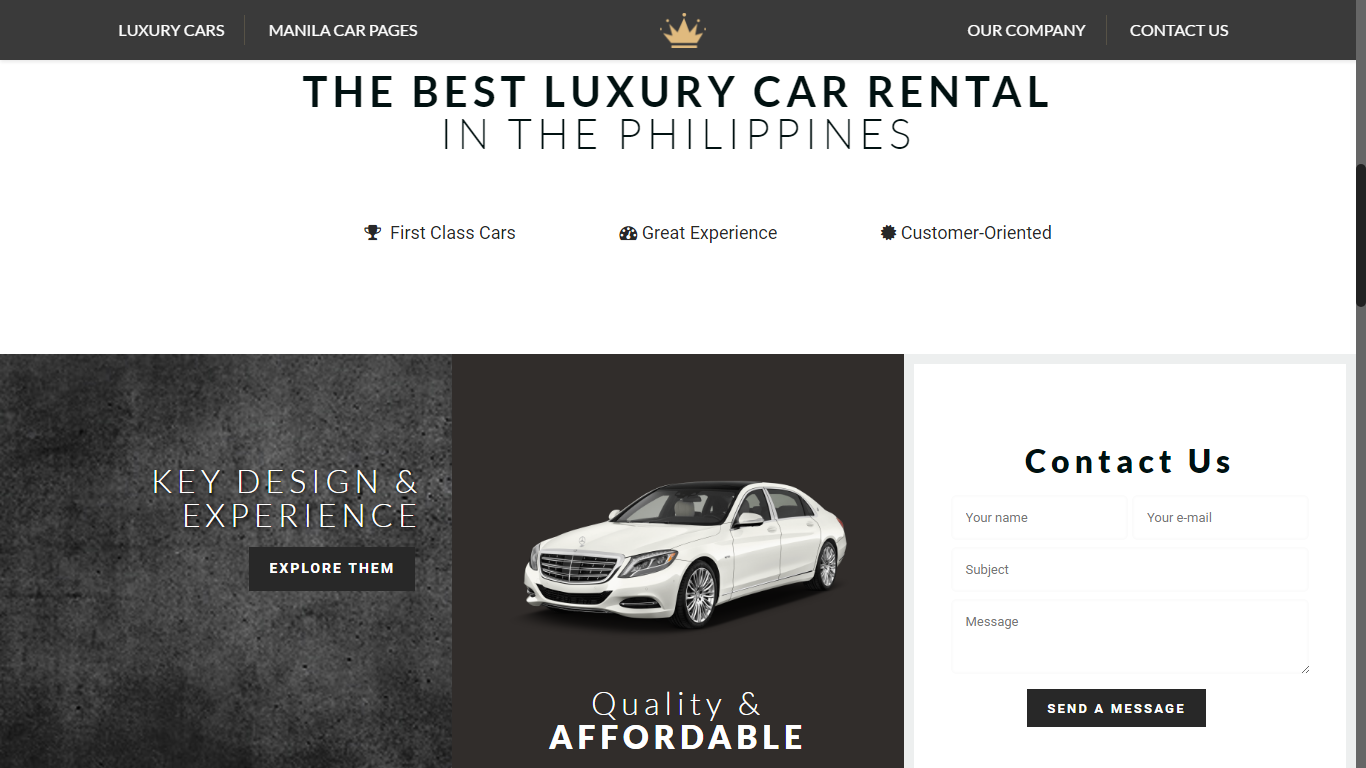 LUXURY CARS
MANILA CAR PAGES
OUR COMPANY
CONTACT US
THE BEST LUXURY CAR RENTAL
IN THE PHILIPPINES
First Class Cars
Great Experience
Customer-Oriented
KEY DESIGN &
EXPERIENCE
EXPLORE THEM
Quality &
AFFORDABLE
Contact Us
Your name
Your e-mail
Subject
Message
SEND A MESSAGE